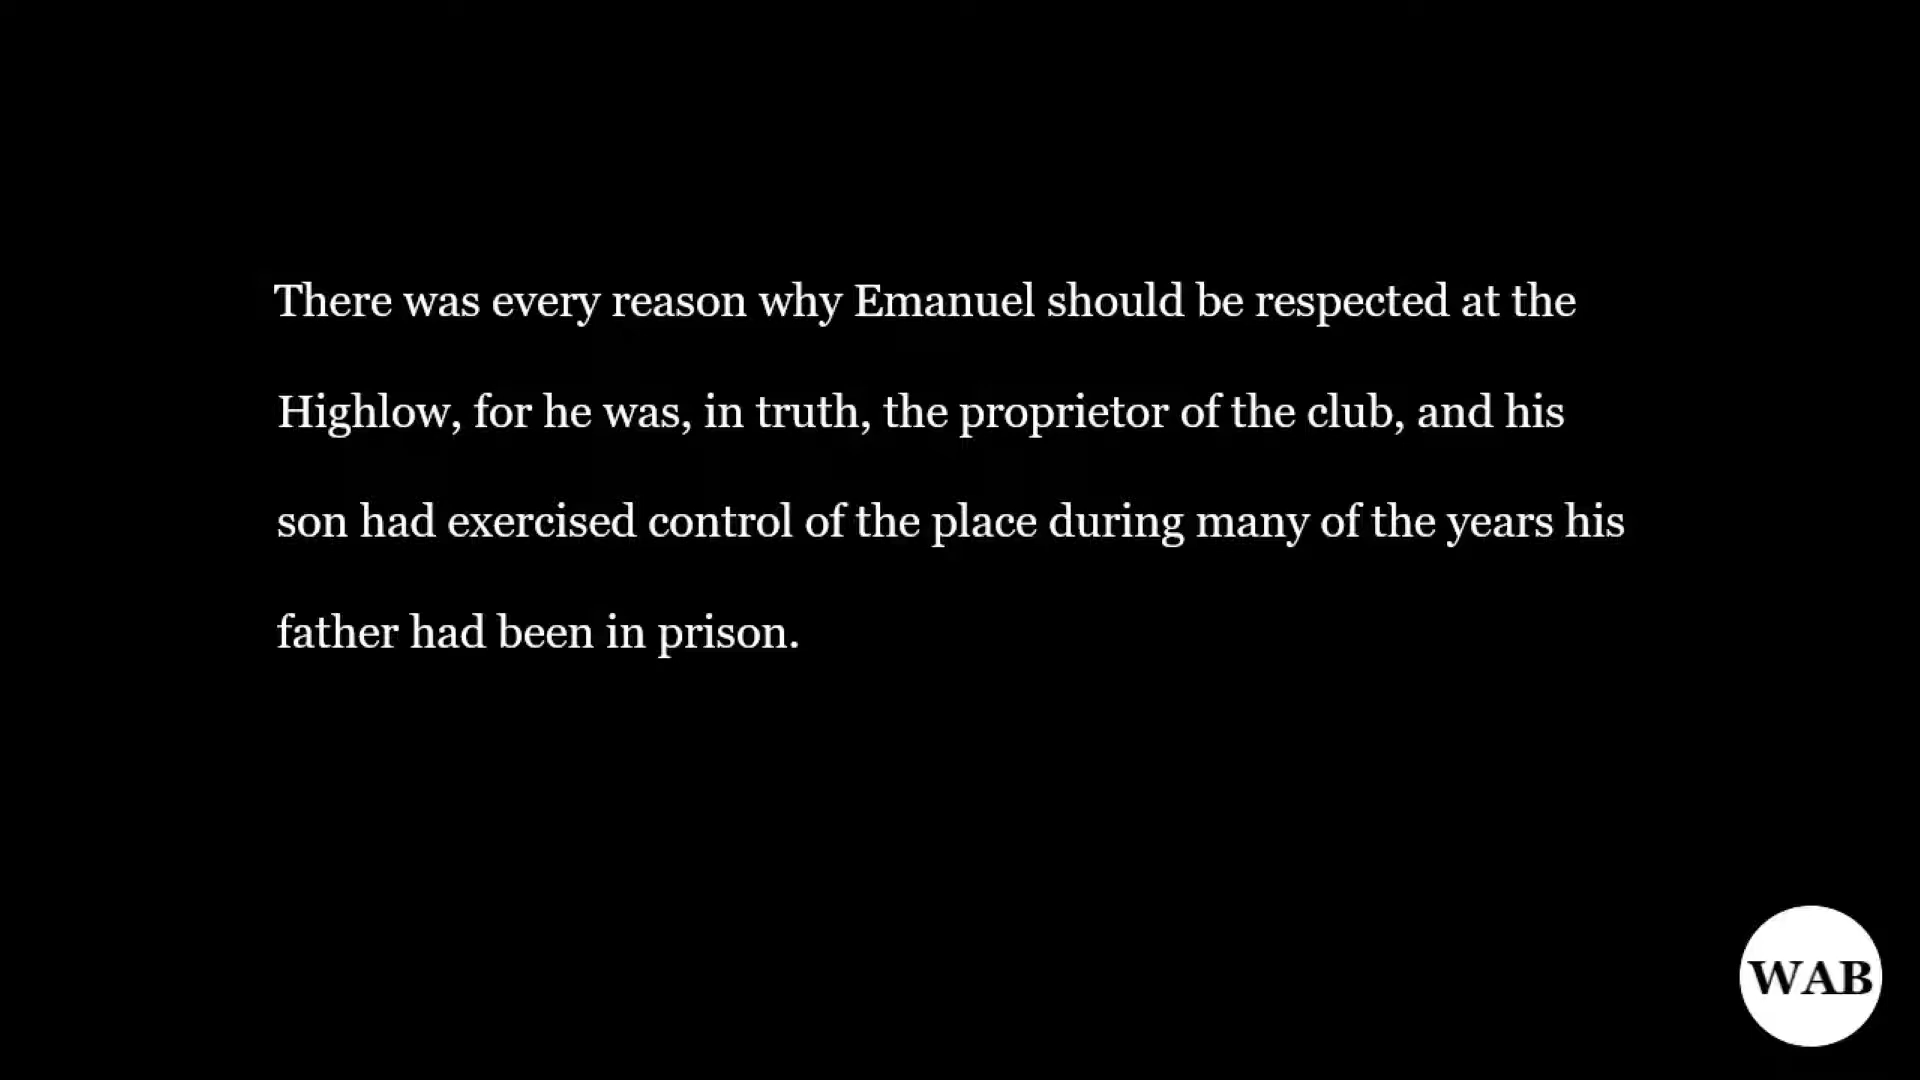 There was every reason why Emanuel should be respected at the
Highlow, for he was, in truth, the proprietor of the club, and his
son had exercised control of the place during many of the years his
father had been in prison.
WAB